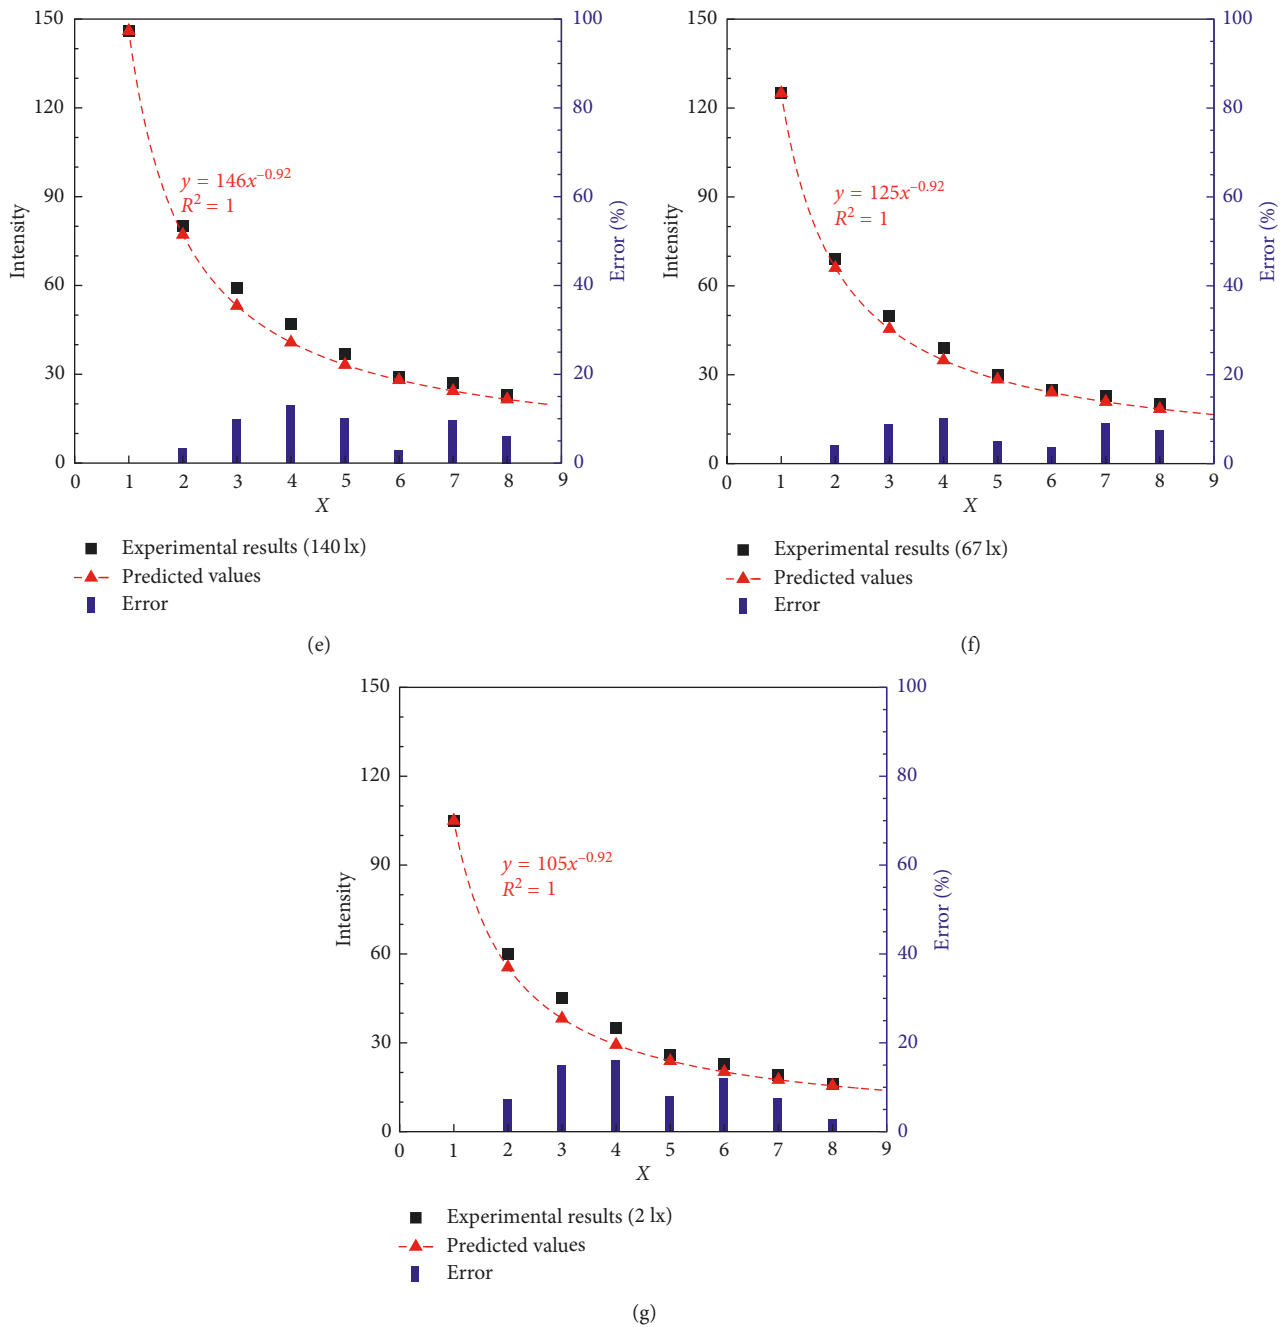 150
120
90
60
30
0
Intensity
y = 146x^–0.92
R² = 1
100
80
60
40
20
0
Error (%)
0 1 2 3 4 5 6 7 8 9
X
Experimental results (140 lx)
Predicted values
Error
(e)
150
120
90
60
30
0
Intensity
y = 125x^–0.92
R² = 1
100
80
60
40
20
0
Error (%)
0 1 2 3 4 5 6 7 8 9
X
Experimental results (67 lx)
Predicted values
Error
(f)
150
120
90
60
30
0
Intensity
y = 105x^–0.92
R² = 1
100
80
60
40
20
0
Error (%)
0 1 2 3 4 5 6 7 8 9
X
Experimental results (2 lx)
Predicted values
Error
(g)